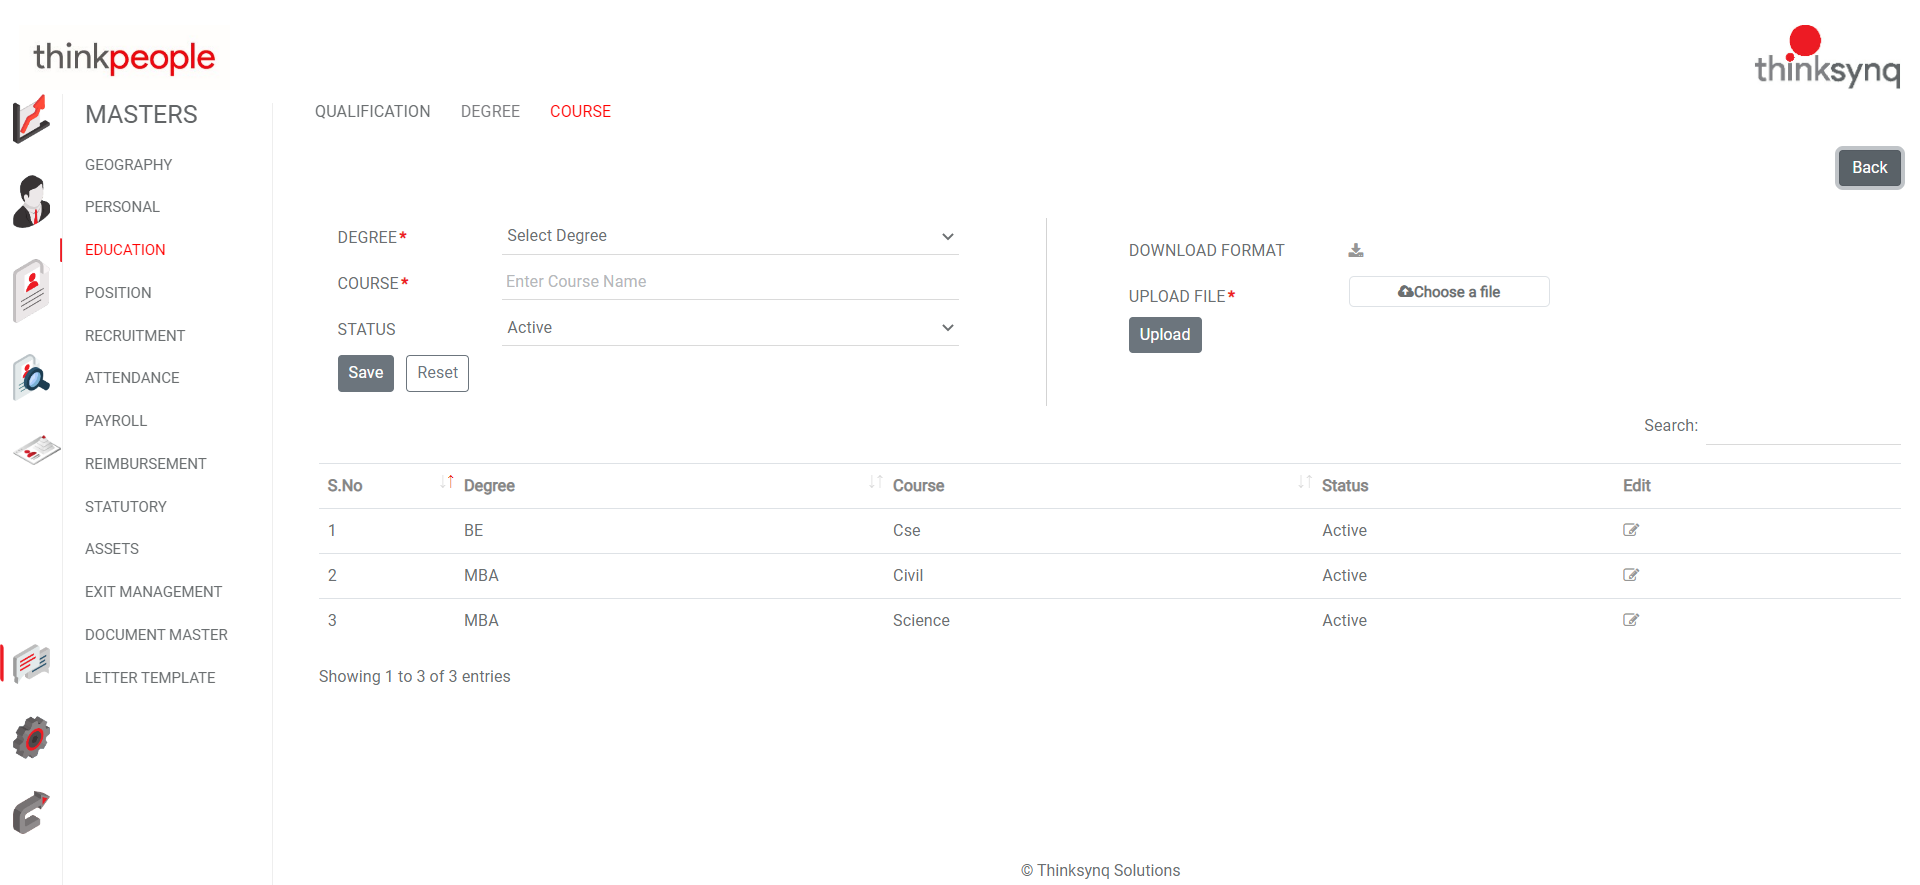 thinkpeople
thinksynq
MASTERS
GEOGRAPHY
PERSONAL
EDUCATION
POSITION
RECRUITMENT
ATTENDANCE
PAYROLL
REIMBURSEMENT
STATUTORY
ASSETS
EXIT MANAGEMENT
DOCUMENT MASTER
LETTER TEMPLATE
QUALIFICATION DEGREE COURSE
Back
DEGREE* Select Degree
COURSE* Enter Course Name
STATUS Active
Save Reset
DOWNLOAD FORMAT
UPLOAD FILE* Choose a file
Upload
Search:
S.No Degree Course Status Edit
1 BE Cse Active
2 MBA Civil Active
3 MBA Science Active
Showing 1 to 3 of 3 entries
© Thinksynq Solutions